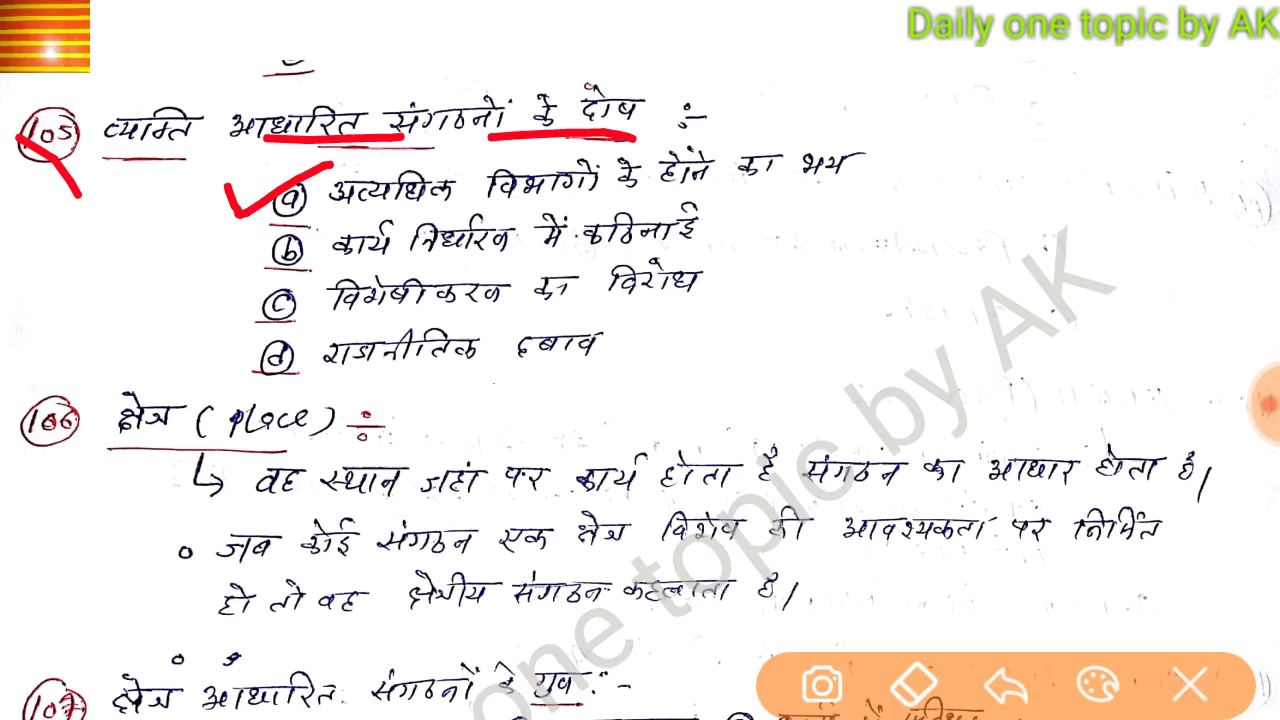 Daily one topic by AK
105 व्यक्ति आधारित संगठनों के दोष :-
(a) अत्यधिक विभागों के होंने का भय
(b) कार्य निर्धारण में कठिनाई
(c) विशेषीकरण का विरोध
(d) राजनीतिक दबाव
106 क्षेत्र (place) ÷
↳ वह स्थान जहां पर कार्य होता है संगठन का आधार होता है।
० जब कोई संगठन एक क्षेत्र विशेष की आवश्यकता पर निर्मित
हो तो वह क्षेत्रीय संगठन कहलाता है।
107 क्षेत्र आधारित संगठनों के गुण :-
one topic by AK